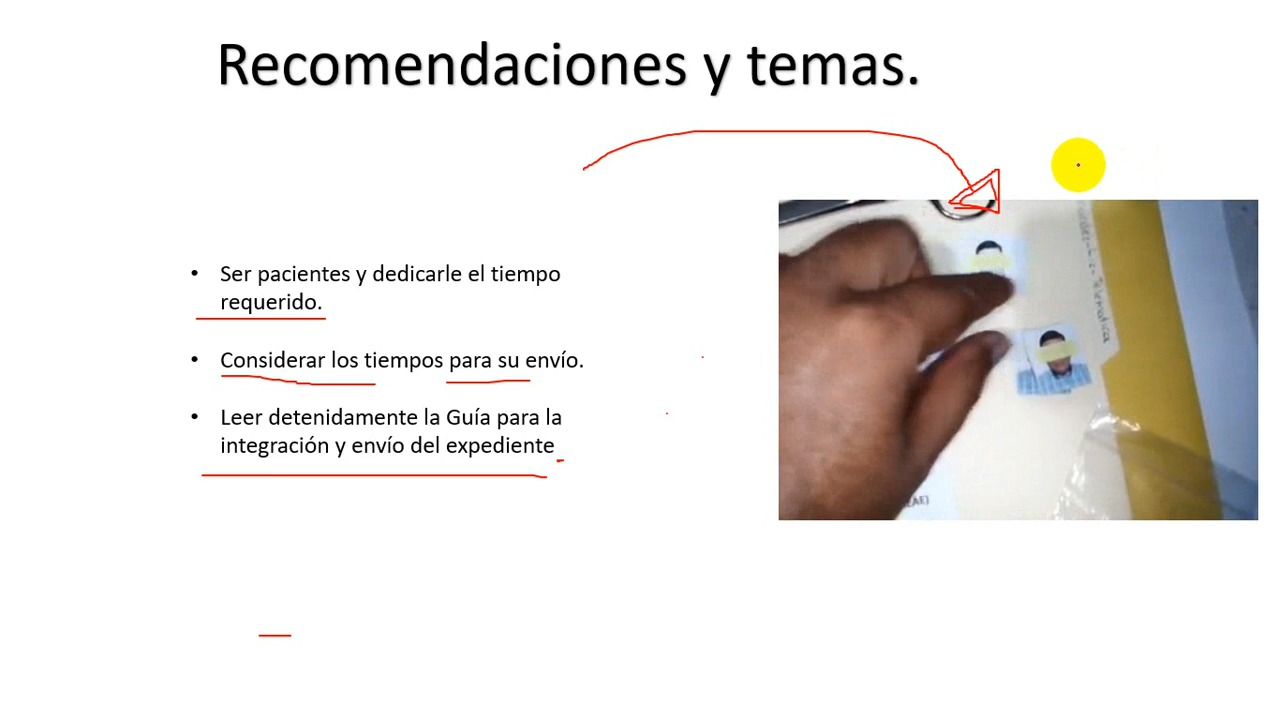 Recomendaciones y temas.
• Ser pacientes y dedicarle el tiempo
requerido.
• Considerar los tiempos para su envío.
• Leer detenidamente la Guía para la
integración y envío del expediente